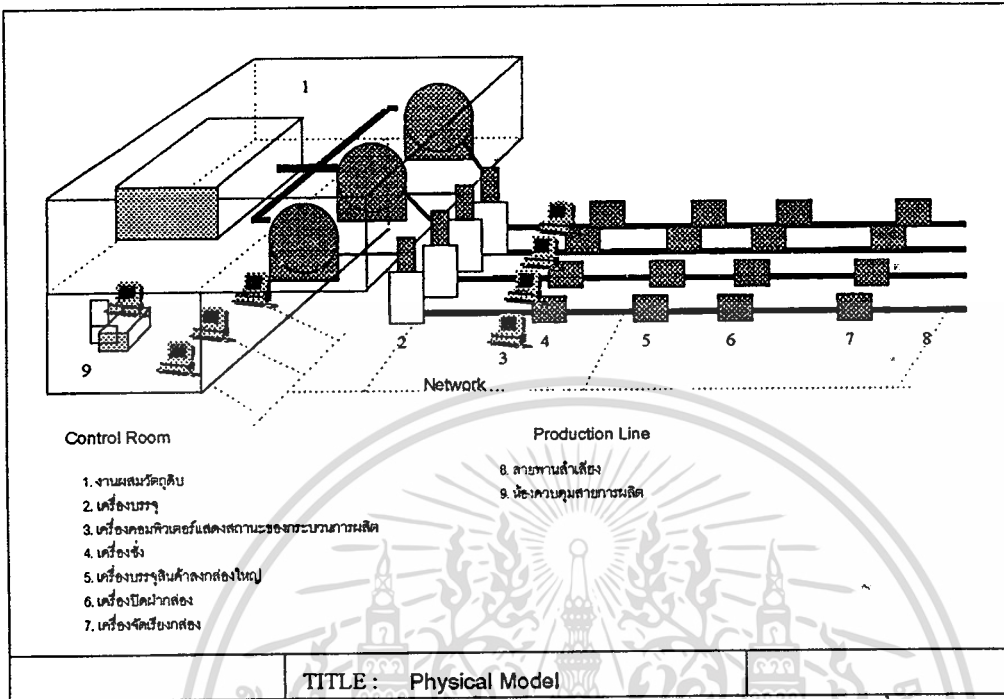 1
2
3
4
5
6
7
8
9
Network...
Control Room
1. งานผสมวัตถุดิบ
2. เครื่องบรรจุ
3. เครื่องคอมพิวเตอร์แสดงสถานะของกระบวนการผลิต
4. เครื่องชั่ง
5. เครื่องบรรจุสินค้าลงกล่องใหญ่
6. เครื่องปิดฝากล่อง
7. เครื่องจัดเรียงกล่อง
Production Line
8. สายพานลำเลียง
9. ห้องควบคุมสายการผลิต
TITLE : Physical Model